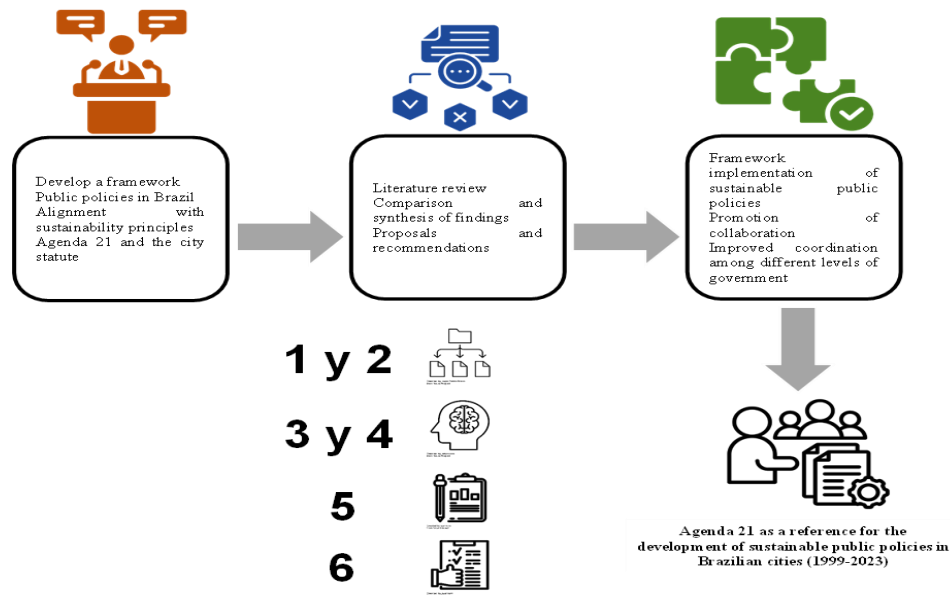 Develop a framework
Public policies in Brazil
Alignment with
sustainability principles
Agenda 21 and the city
statute
Literature review
Comparison and
synthesis of findings
Proposals and
recommendations
Framework
implementation of
sustainable public
policies
Promotion of
collaboration
Improved coordination
among different levels of
government
1 y 2
3 y 4
5
6
Agenda 21 as a reference for the
development of sustainable public policies in
Brazilian cities (1999-2023)